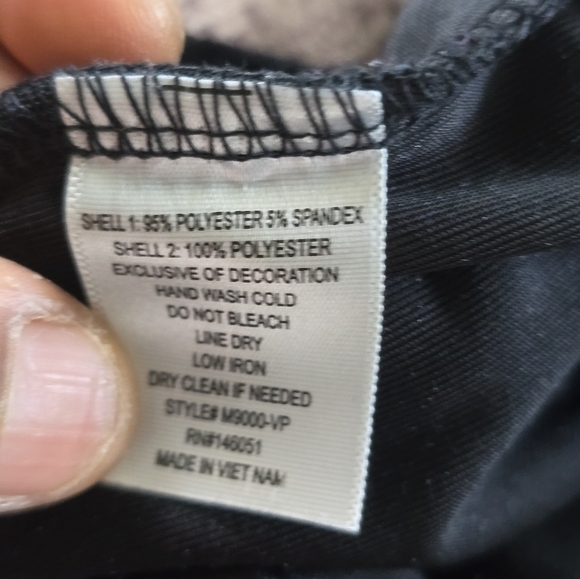 SHELL 1: 95% POLYESTER 5% SPANDEX
SHELL 2: 100% POLYESTER
EXCLUSIVE OF DECORATION
HAND WASH COLD
DO NOT BLEACH
LINE DRY
LOW IRON
DRY CLEAN IF NEEDED
STYLE# M9000-VP
RN#146051
MADE IN VIET NAM